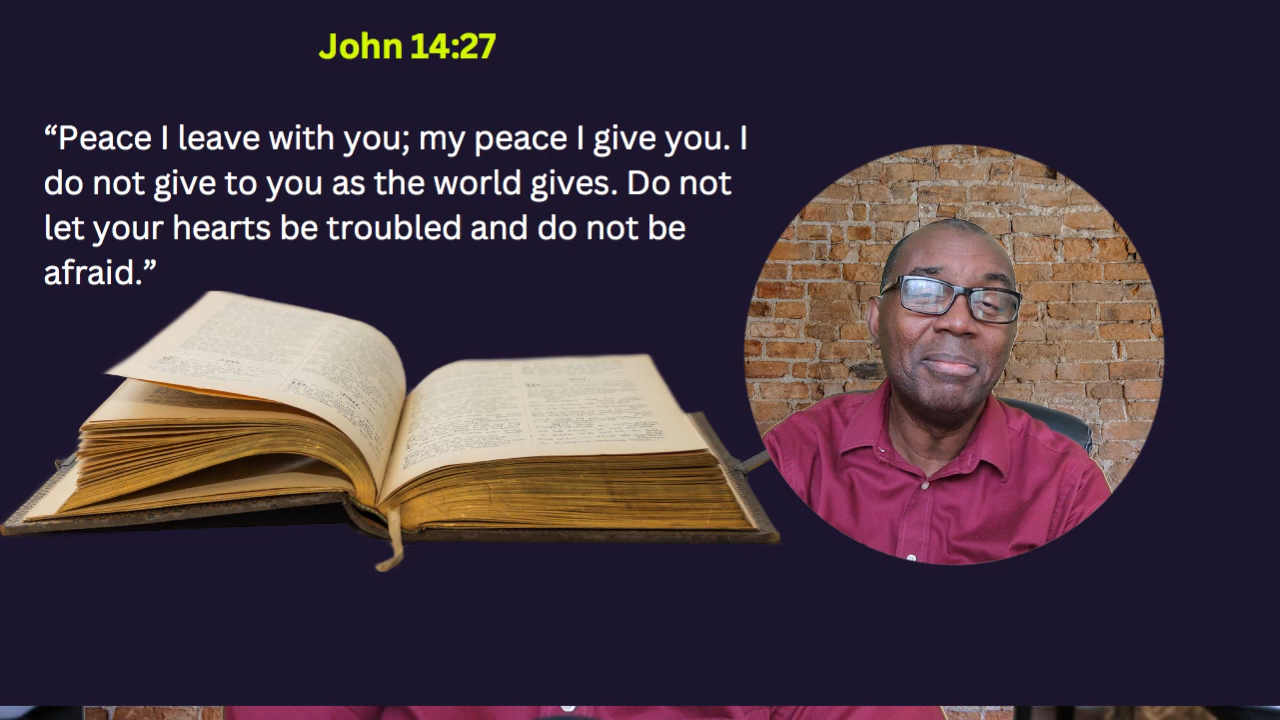 John 14:27
“Peace I leave with you; my peace I give you. I
do not give to you as the world gives. Do not
let your hearts be troubled and do not be
afraid.”